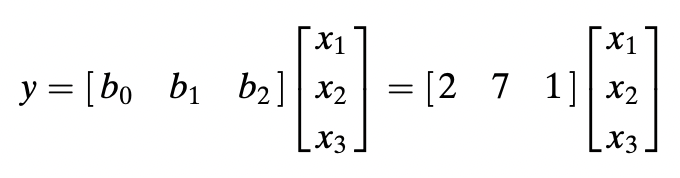 y = [b₀ b₁ b₂] [x₁ x₂ x₃] = [2 7 1] [x₁ x₂ x₃]